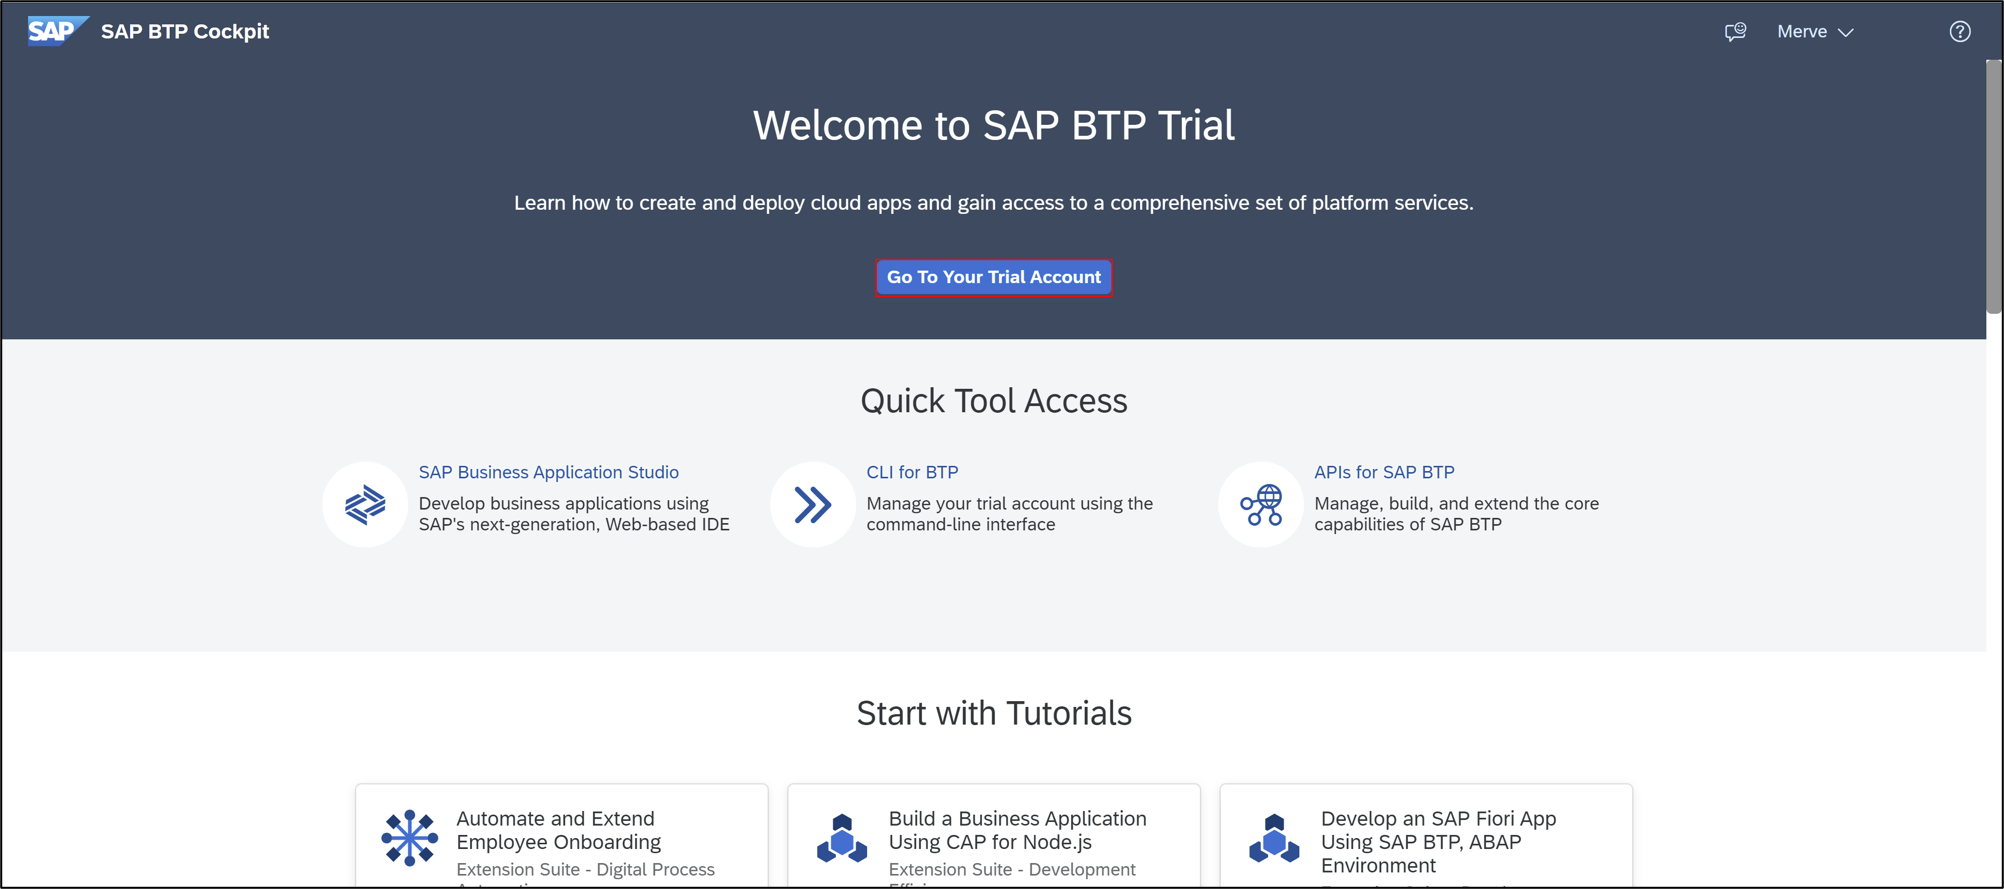 SAP SAP BTP Cockpit
Merve
Welcome to SAP BTP Trial
Learn how to create and deploy cloud apps and gain access to a comprehensive set of platform services.
Go To Your Trial Account
Quick Tool Access
SAP Business Application Studio
Develop business applications using
SAP's next-generation, Web-based IDE
CLI for BTP
Manage your trial account using the
command-line interface
APIs for SAP BTP
Manage, build, and extend the core
capabilities of SAP BTP
Start with Tutorials
Automate and Extend
Employee Onboarding
Extension Suite - Digital Process
Build a Business Application
Using CAP for Node.js
Extension Suite - Development
Develop an SAP Fiori App
Using SAP BTP, ABAP
Environment